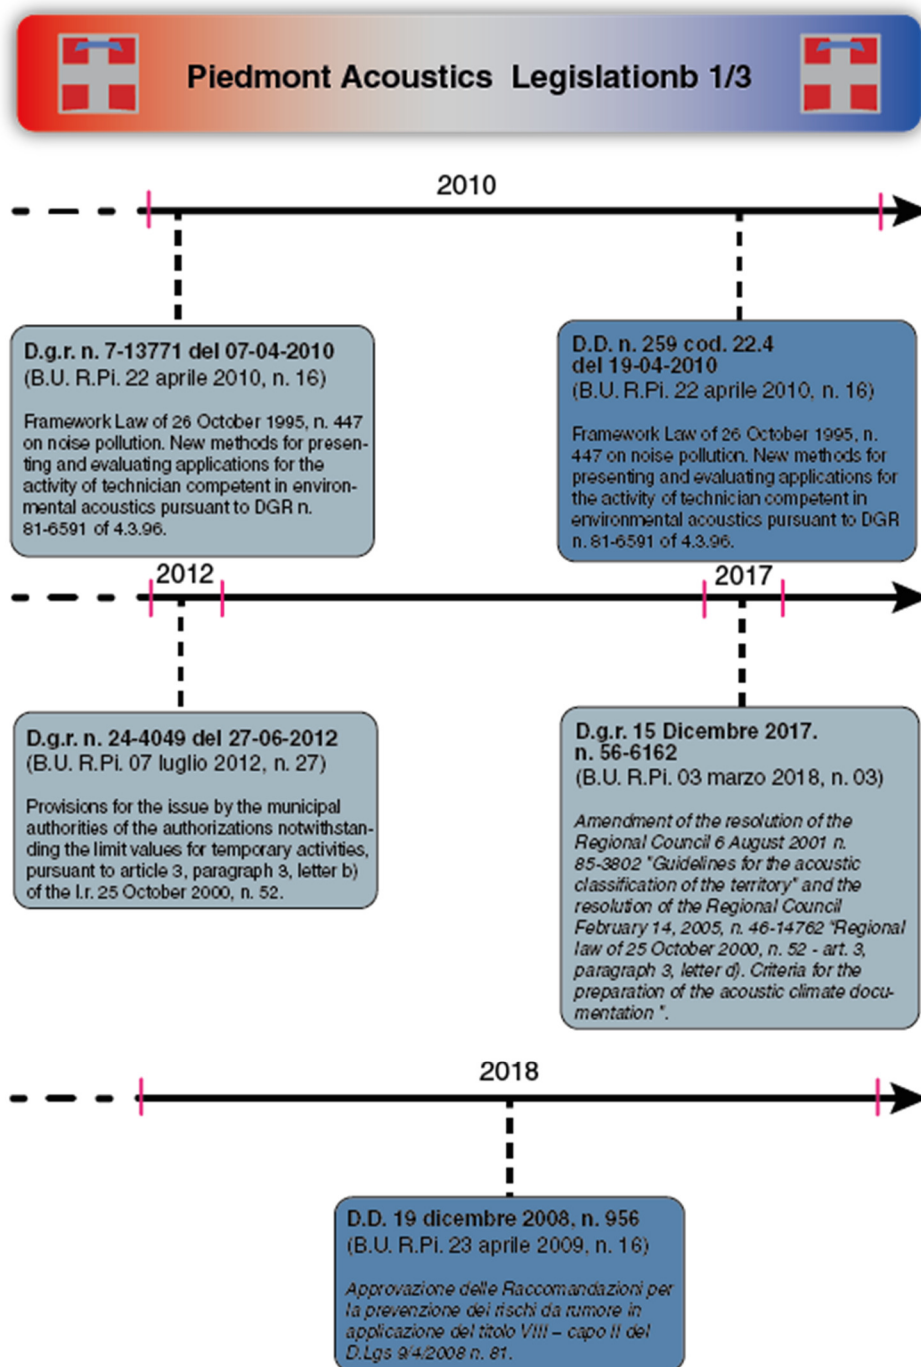 Piedmont Acoustics Legislationb 1/3
2010
D.g.r. n. 7-13771 del 07-04-2010
(B.U. R.Pi. 22 aprile 2010, n. 16)
Framework Law of 26 October 1995, n. 447
on noise pollution. New methods for presen-
ting and evaluating applications for the
activity of technician competent in environ-
mental acoustics pursuant to DGR n.
81-6591 of 4.3.96.
D.D. n. 259 cod. 22.4
del 19-04-2010
(B.U. R.Pi. 22 aprile 2010, n. 16)
Framework Law of 26 October 1995, n.
447 on noise pollution. New methods for
presenting and evaluating applications for
the activity of technician competent in
environmental acoustics pursuant to DGR
n. 81-6591 of 4.3.96.
2012
2017
D.g.r. n. 24-4049 del 27-06-2012
(B.U. R.Pi. 07 luglio 2012, n. 27)
Provisions for the issue by the municipal
authorities of the authorizations notwithstan-
ding the limit values for temporary activities,
pursuant to article 3, paragraph 3, letter b)
of the l.r. 25 October 2000, n. 52.
D.g.r. 15 Dicembre 2017.
n. 56-6162
(B.U. R.Pi. 03 marzo 2018, n. 03)
Amendment of the resolution of the
Regional Council 6 August 2001 n.
85-3802 "Guidelines for the acoustic
classification of the territory" and the
resolution of the Regional Council
February 14, 2005, n. 46-14762 "Regional
law of 25 October 2000, n. 52 - art. 3,
paragraph 3, letter d). Criteria for the
preparation of the acoustic climate docu-
mentation ".
2018
D.D. 19 dicembre 2008, n. 956
(B.U. R.Pi. 23 aprile 2009, n. 16)
Approvazione delle Raccomandazioni per
la prevenzione dei rischi da rumore in
applicazione del titolo VIII – capo II del
D.Lgs 9/4/2008 n. 81.